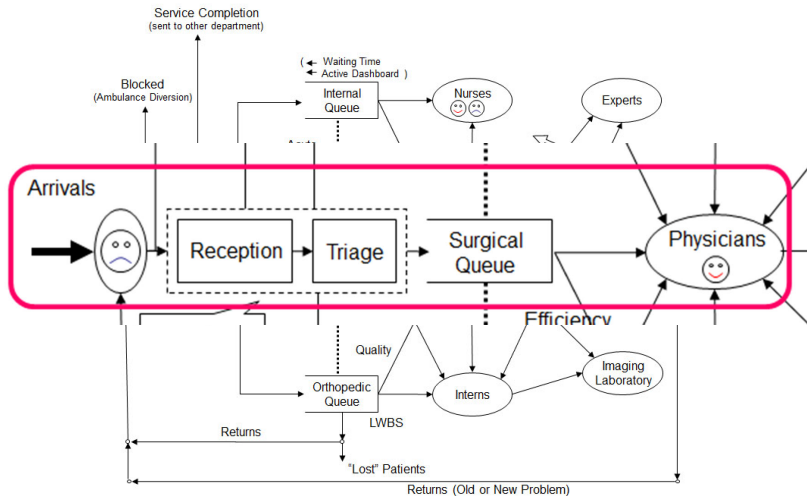 Service Completion
(sent to other department)
Blocked
(Ambulance Diversion)
( Waiting Time
Active Dashboard )
Internal
Queue
Nurses
Experts
Arrivals
Reception
Triage
Surgical
Queue
Physicians
Efficiency
Quality
Orthopedic
Queue
LWBS
Interns
Imaging
Laboratory
Returns
"Lost" Patients
Returns (Old or New Problem)